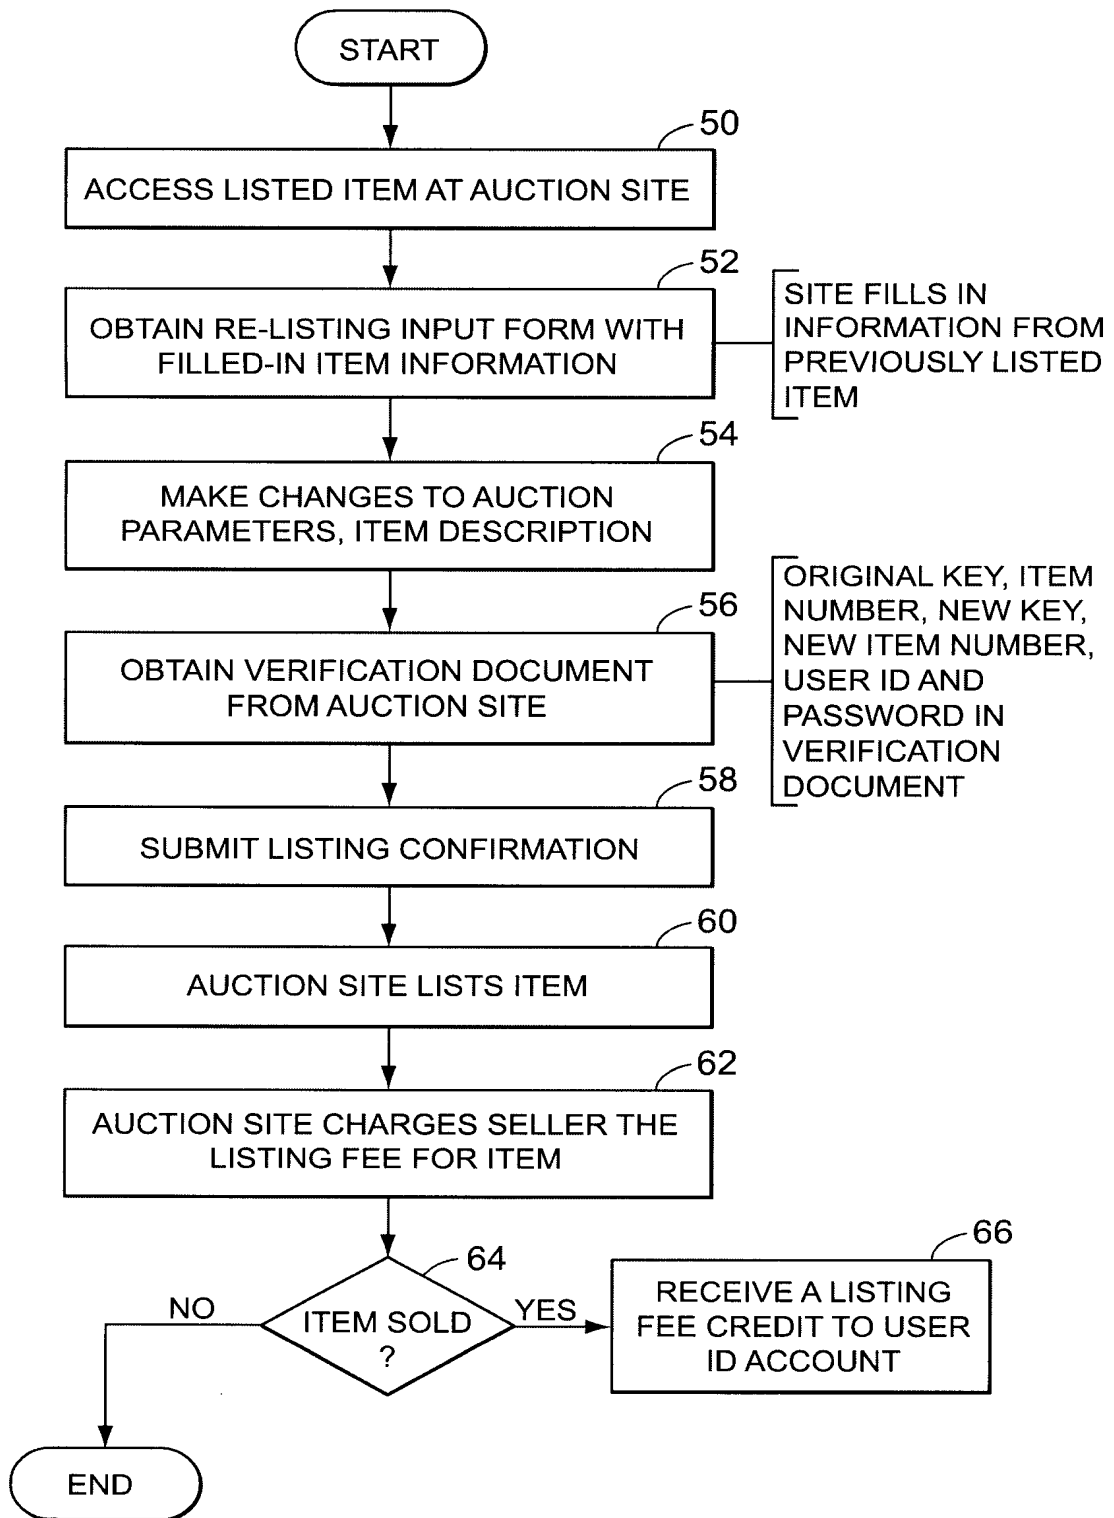 START
50
ACCESS LISTED ITEM AT AUCTION SITE
52
OBTAIN RE-LISTING INPUT FORM WITH
FILLED-IN ITEM INFORMATION
SITE FILLS IN
INFORMATION FROM
PREVIOUSLY LISTED
ITEM
54
MAKE CHANGES TO AUCTION
PARAMETERS, ITEM DESCRIPTION
56
OBTAIN VERIFICATION DOCUMENT
FROM AUCTION SITE
ORIGINAL KEY, ITEM
NUMBER, NEW KEY,
NEW ITEM NUMBER,
USER ID AND
PASSWORD IN
VERIFICATION
DOCUMENT
58
SUBMIT LISTING CONFIRMATION
60
AUCTION SITE LISTS ITEM
62
AUCTION SITE CHARGES SELLER THE
LISTING FEE FOR ITEM
64
ITEM SOLD
?
NO
YES
66
RECEIVE A LISTING
FEE CREDIT TO USER
ID ACCOUNT
END